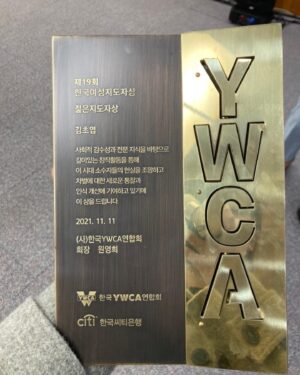 제19회
한국여성지도자상
젊은지도자상
김초엽
사회적 감수성과 전문 지식을 바탕으로
깊이있는 창작활동을 통해
이 시대 소수자들의 현실을 조명하고
차별에 대한 새로운 통찰과
인식 개선에 기여하고 있기에
이 상을 드립니다.
2021. 11. 11
(사)한국YWCA연합회
회장 원영희
YWCA 한국YWCA연합회
citi 한국씨티은행
YWCA